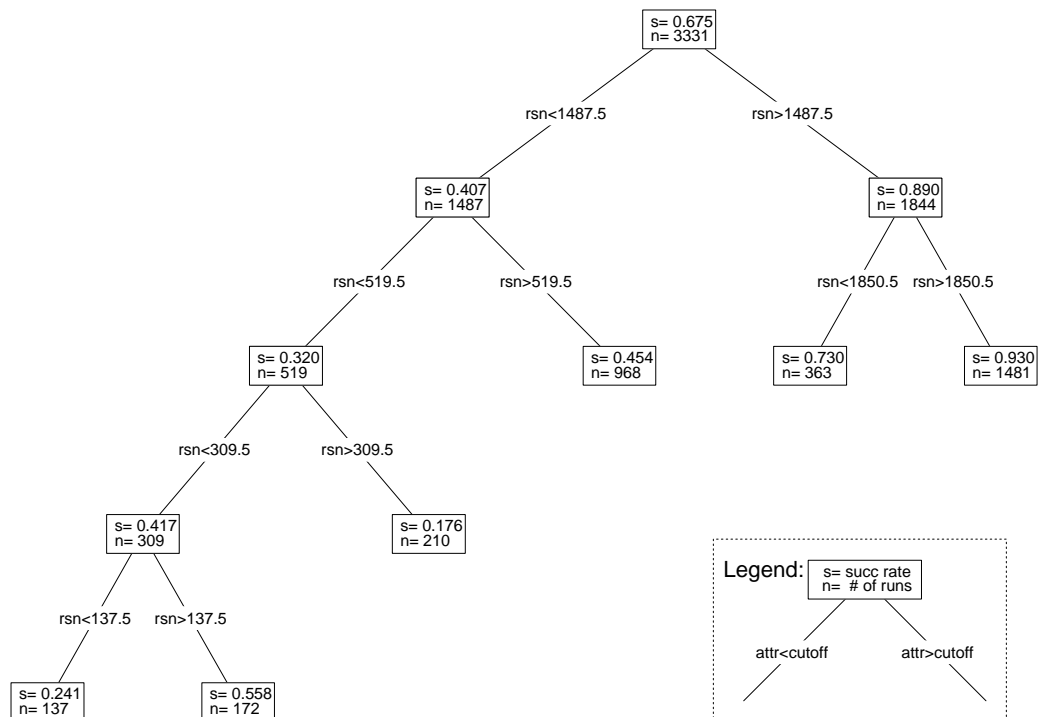 s= 0.675
n= 3331
rsn<1487.5
rsn>1487.5
s= 0.407
n= 1487
s= 0.890
n= 1844
rsn<519.5
rsn>519.5
rsn<1850.5
rsn>1850.5
s= 0.320
n= 519
s= 0.454
n= 968
s= 0.730
n= 363
s= 0.930
n= 1481
rsn<309.5
rsn>309.5
s= 0.417
n= 309
s= 0.176
n= 210
rsn<137.5
rsn>137.5
s= 0.241
n= 137
s= 0.558
n= 172
Legend:
s= succ rate
n= # of runs
attr<cutoff
attr>cutoff